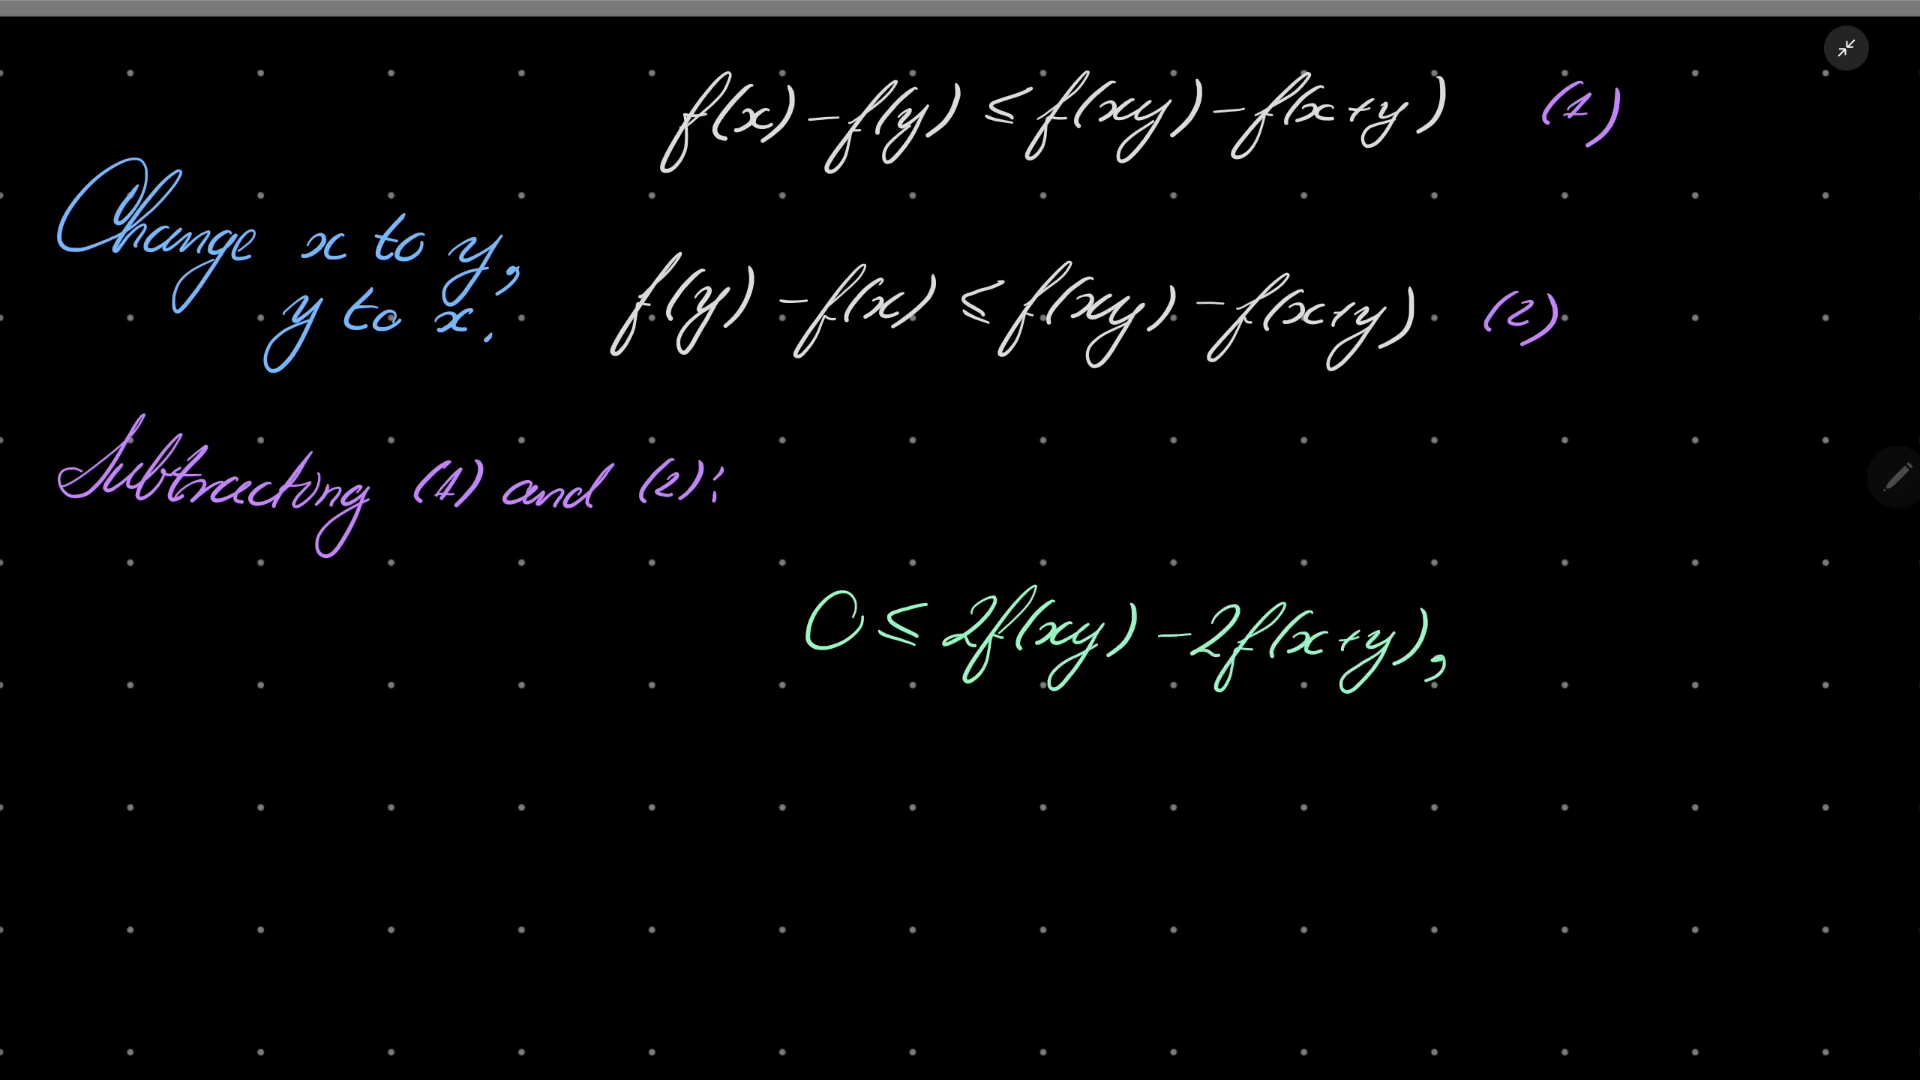 f(x) - f(y) ≤ f(xy) - f(x+y) (1)
Change x to y,
y to x.
f(y) - f(x) ≤ f(xy) - f(x+y) (2)
Subtracting (1) and (2):
0 ≤ 2f(xy) - 2f(x+y),